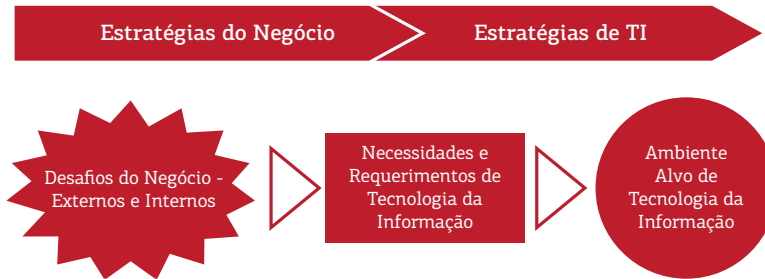 Estratégias do Negócio
Estratégias de TI
Desafios do Negócio -
Externos e Internos
Necessidades e
Requerimentos de
Tecnologia da
Informação
Ambiente
Alvo de
Tecnologia da
Informação